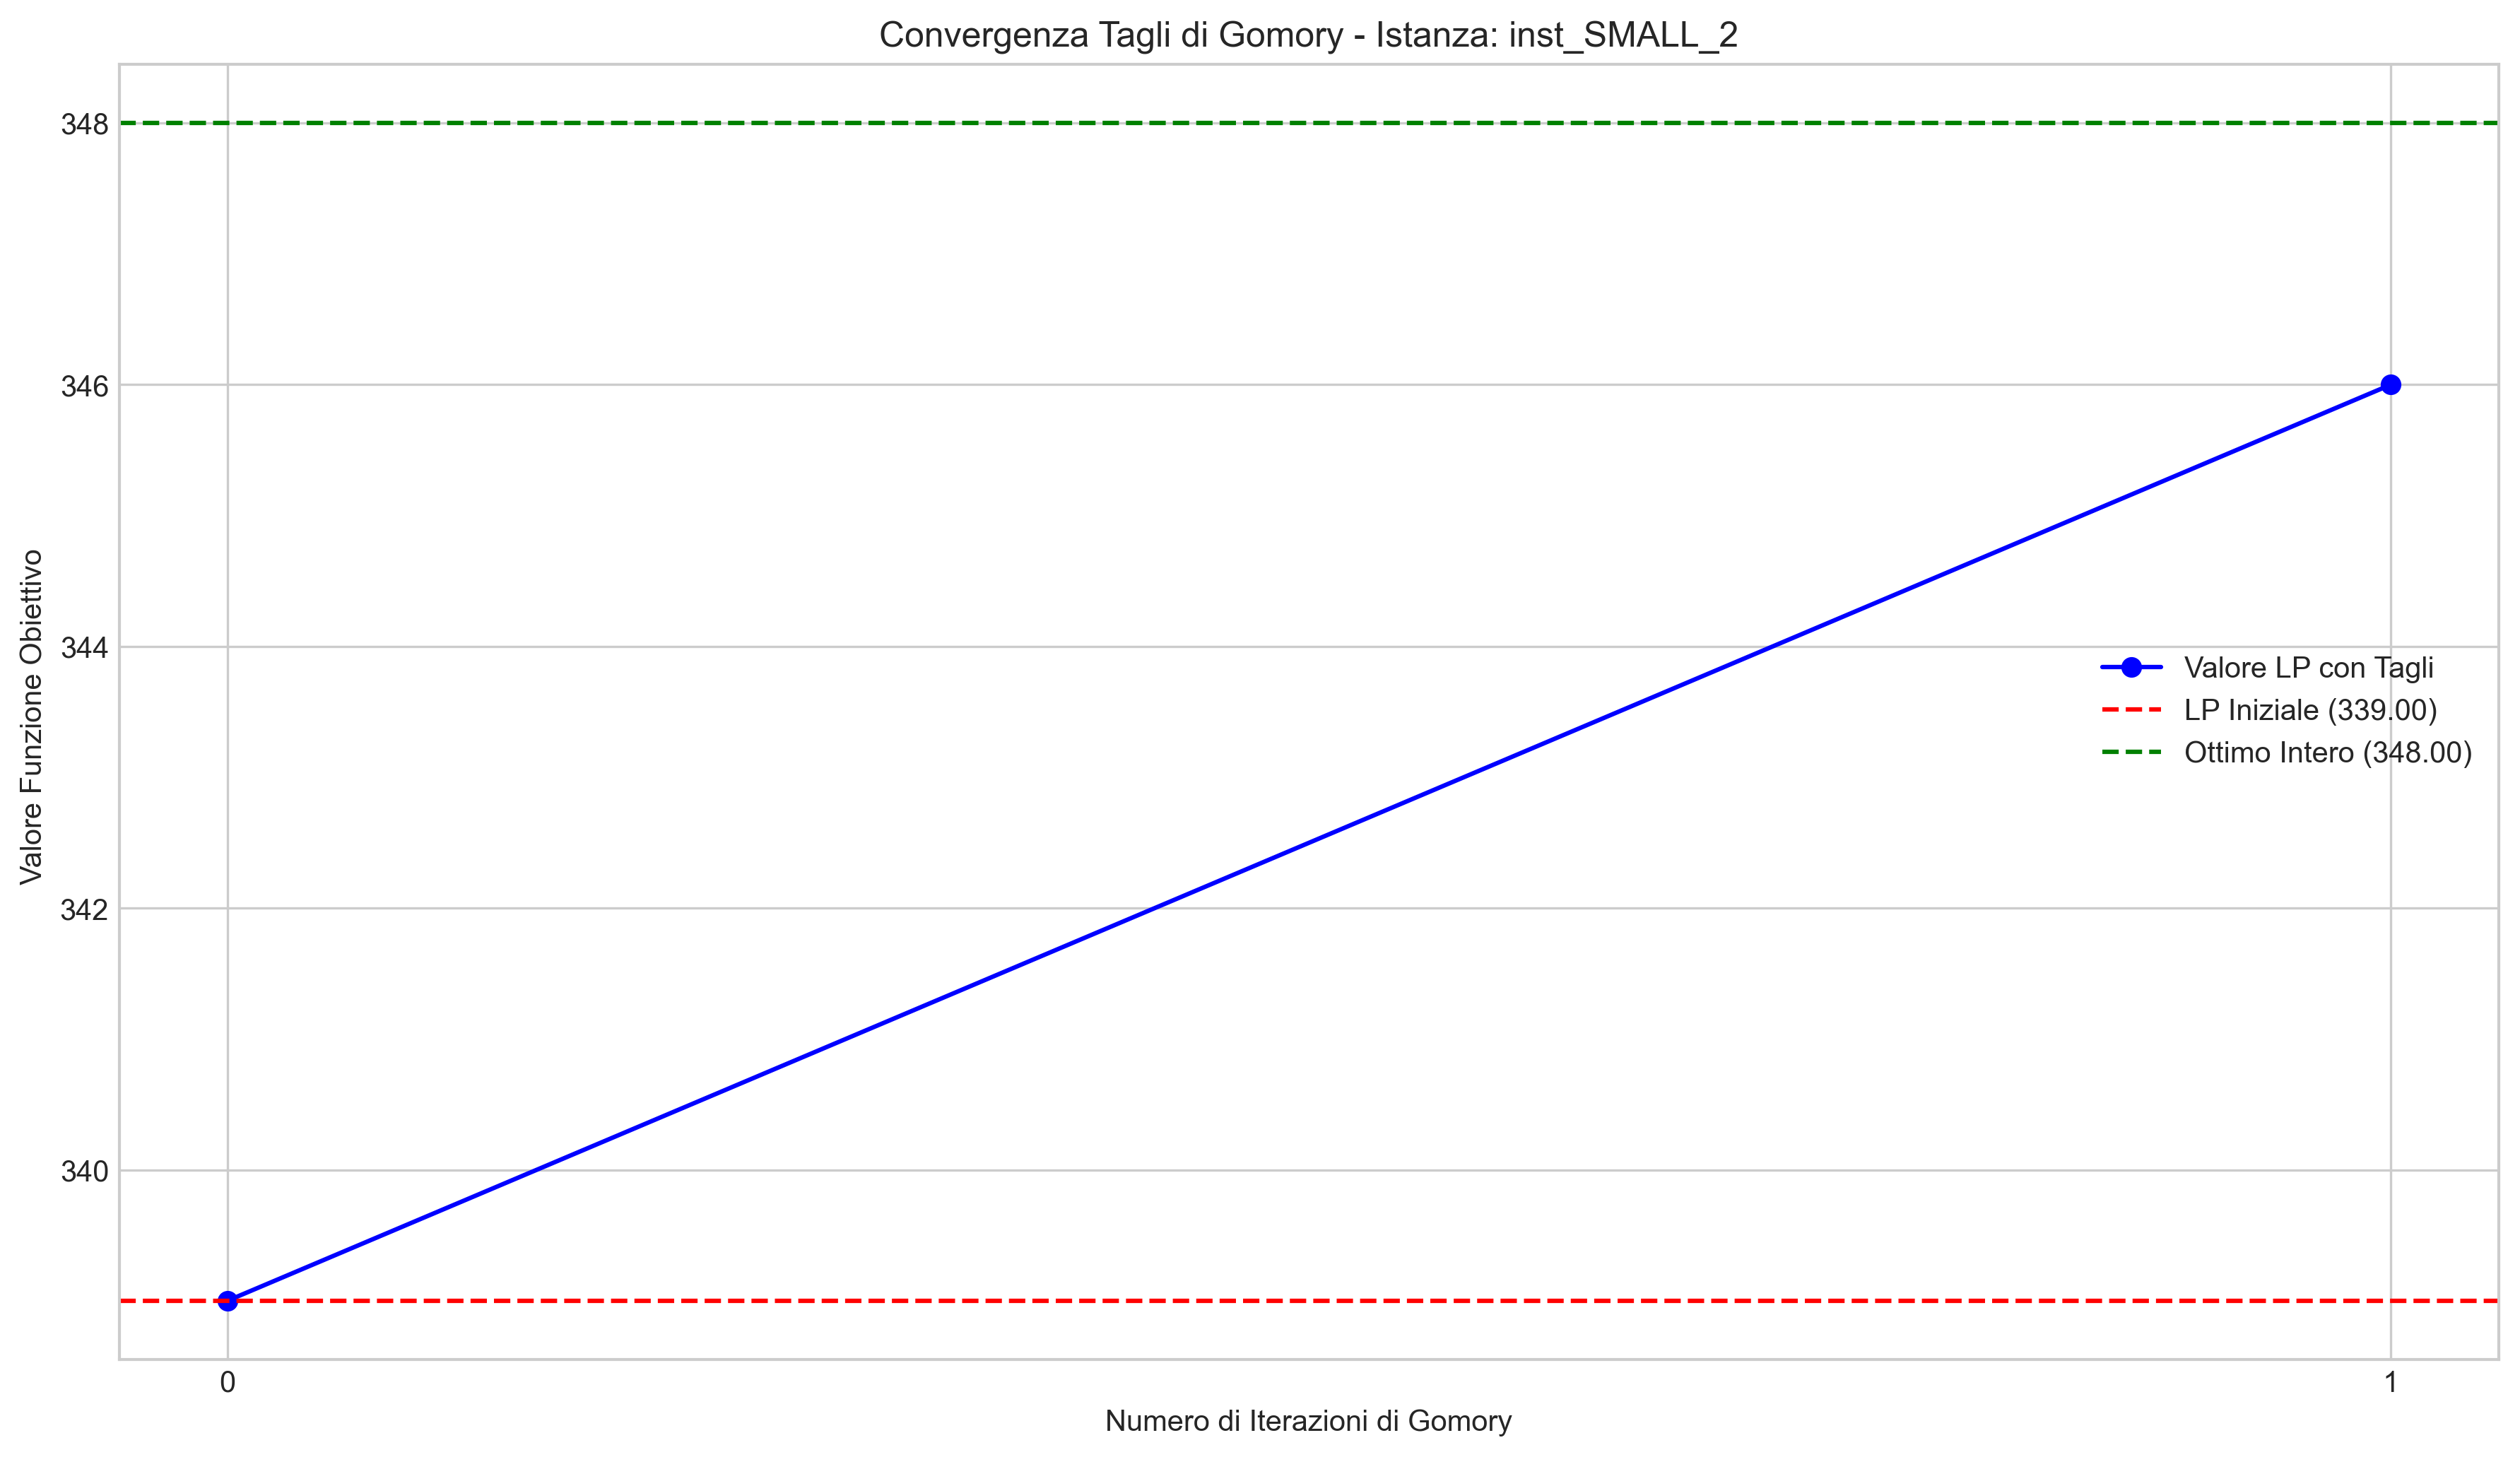 Convergenza Tagli di Gomory - Istanza: inst_SMALL_2
Valore Funzione Obiettivo
348
346
344
342
340
Valore LP con Tagli
LP Iniziale (339.00)
Ottimo Intero (348.00)
0
1
Numero di Iterazioni di Gomory